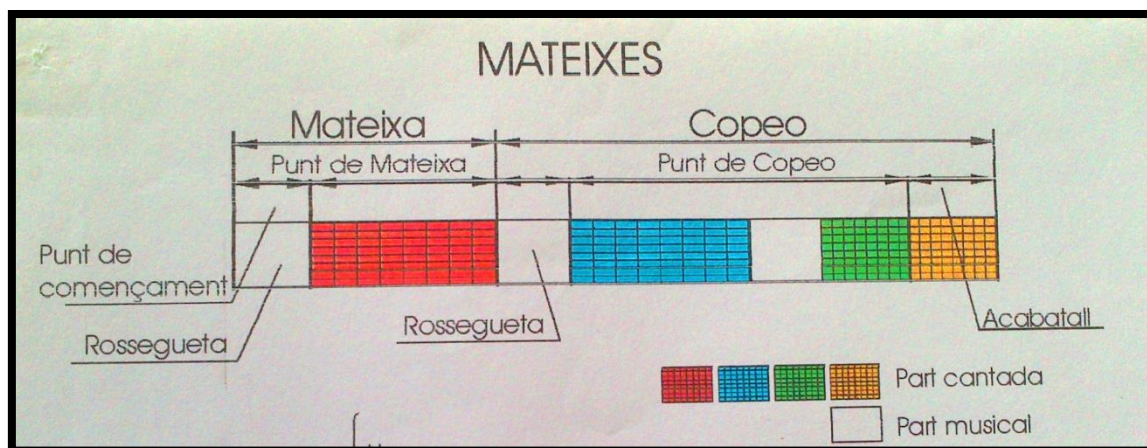 MATEIXES
Mateixa
Copeo
Punt de Mateixa
Punt de Copeo
Punt de
començament
Rossegueta
Rossegueta
Acabatall
Part cantada
Part musical